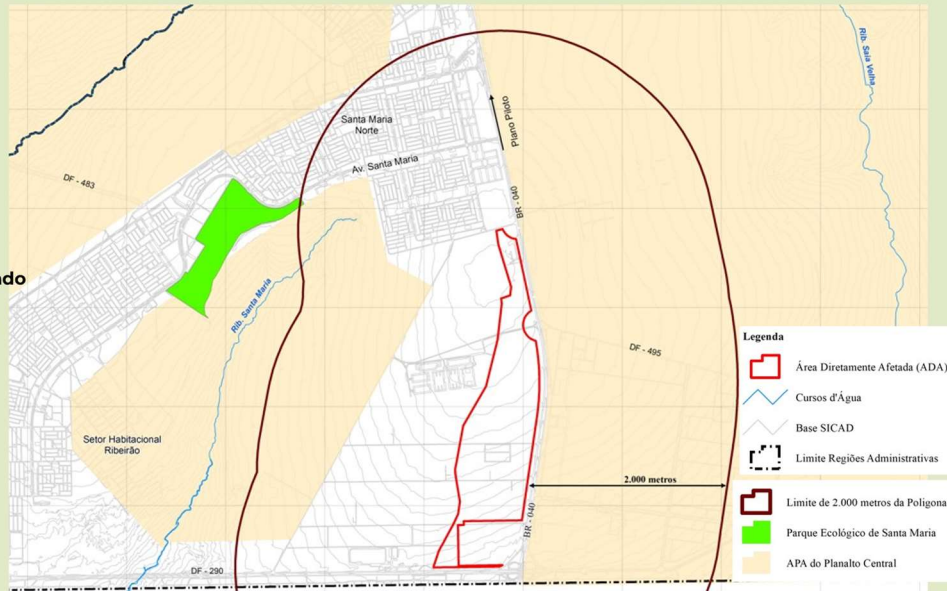 Rib. Saia Velha
Plano Piloto
Santa Maria
Norte
Av. Santa Maria
DF - 483
BR - 040
ado
Rib. Santa Maria
Legenda
Área Diretamente Afetada (ADA)
DF - 495
Cursos d'Água
Base SICAD
Setor Habitacional
Ribeirão
Limite Regiões Administrativas
2.000 metros
Limite de 2.000 metros da Poligona
BR - 040
Parque Ecológico de Santa Maria
APA do Planalto Central
DF - 290